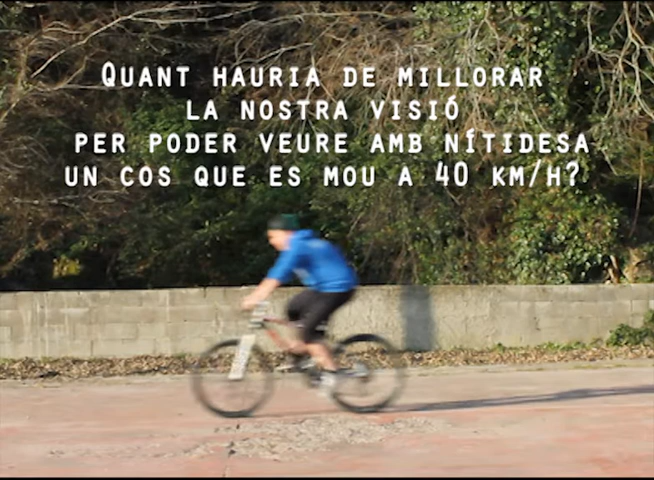 Quant hauria de millorar
la nostra visió
per poder veure amb nítidesa
un cos que es mou a 40 km/h?